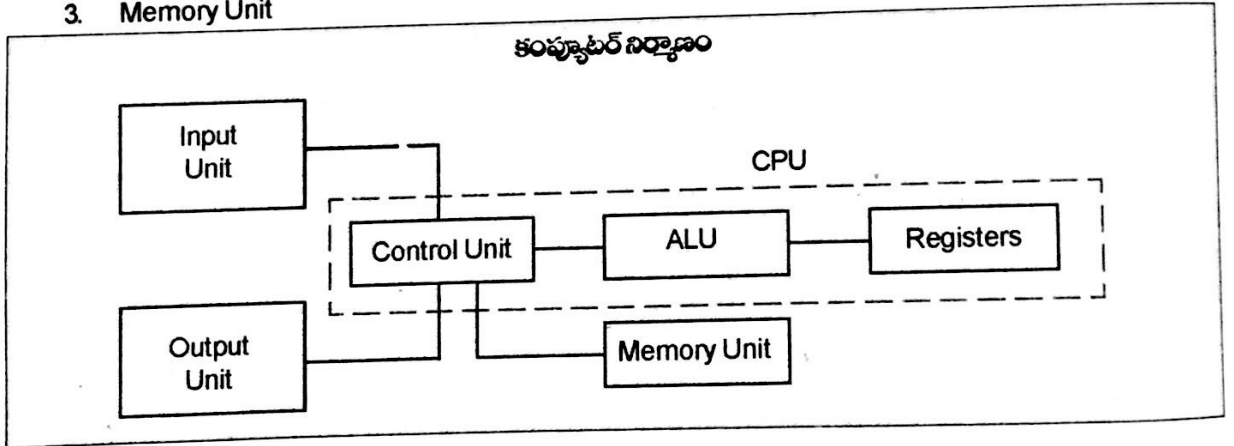 3. Memory Unit
కంప్యూటర్ నిర్మాణం
Input
Unit
CPU
Control Unit
ALU
Registers
Output
Unit
Memory Unit